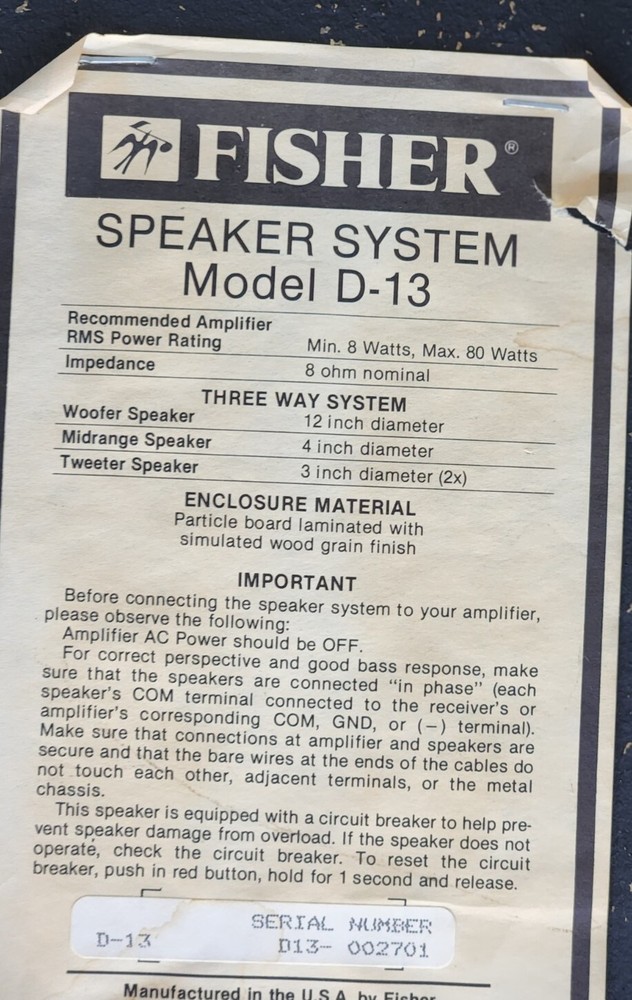 FISHER®
SPEAKER SYSTEM
Model D-13
Recommended Amplifier
RMS Power Rating Min. 8 Watts, Max. 80 Watts
Impedance 8 ohm nominal
THREE WAY SYSTEM
Woofer Speaker 12 inch diameter
Midrange Speaker 4 inch diameter
Tweeter Speaker 3 inch diameter (2x)
ENCLOSURE MATERIAL
Particle board laminated with
simulated wood grain finish
IMPORTANT
Before connecting the speaker system to your amplifier,
please observe the following:
Amplifier AC Power should be OFF.
For correct perspective and good bass response, make
sure that the speakers are connected “in phase” (each
speaker's COM terminal connected to the receiver's or
amplifier's corresponding COM, GND, or (−) terminal).
Make sure that connections at amplifier and speakers are
secure and that the bare wires at the ends of the cables do
not touch each other, adjacent terminals, or the metal
chassis.
This speaker is equipped with a circuit breaker to help pre-
vent speaker damage from overload. If the speaker does not
operate, check the circuit breaker. To reset the circuit
breaker, push in red button, hold for 1 second and release.
SERIAL NUMBER
D-13 D13- 002701
Manufactured in the U.S.A. by Fisher